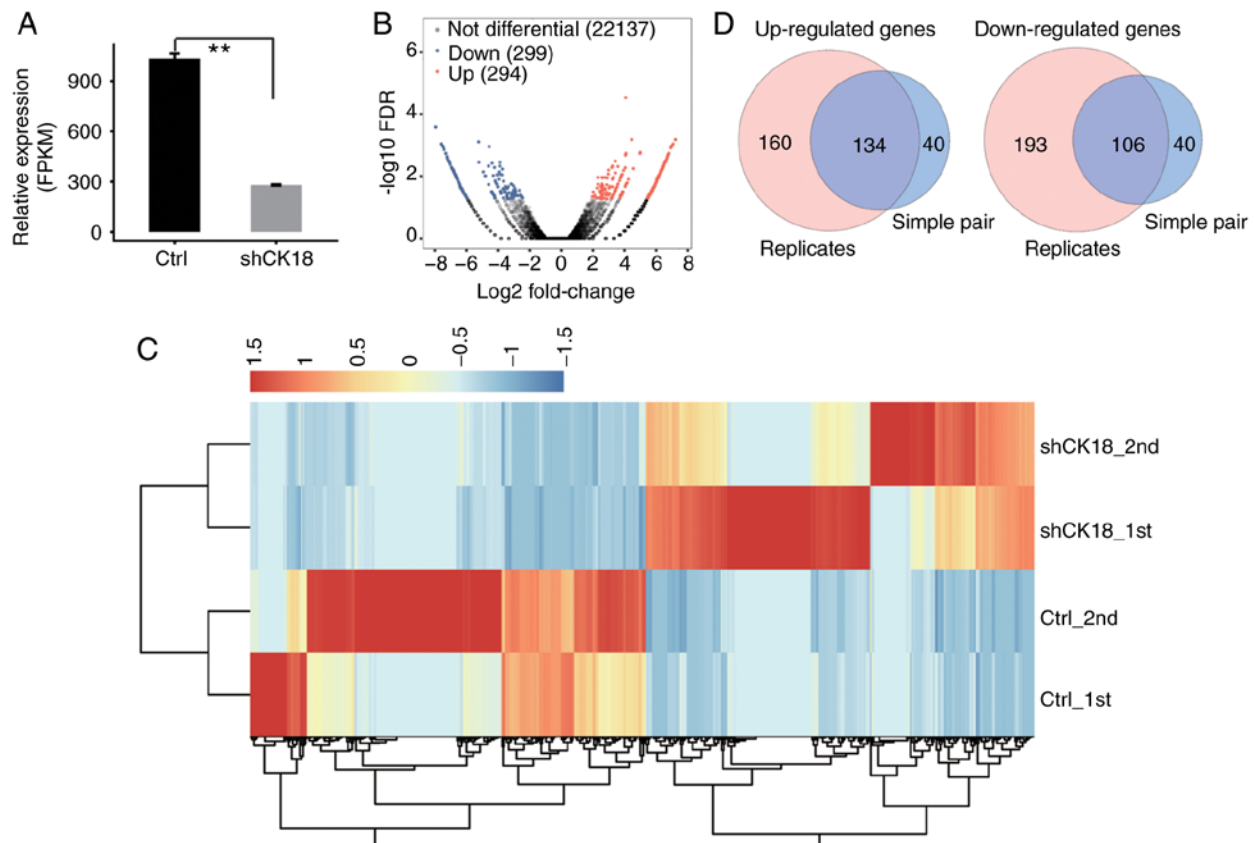 A
Relative expression
(FPKM)
900
600
300
0
**
Ctrl
shCK18
B
-log10 FDR
6
4
2
0
Not differential (22137)
Down (299)
Up (294)
−8
−6
−4
−2
0
2
4
6
8
Log2 fold-change
D
Up-regulated genes
160
134
40
Simple pair
Replicates
Down-regulated genes
193
106
40
Simple pair
Replicates
C
1.5
1
0.5
0
−0.5
−1
−1.5
shCK18_2nd
shCK18_1st
Ctrl_2nd
Ctrl_1st